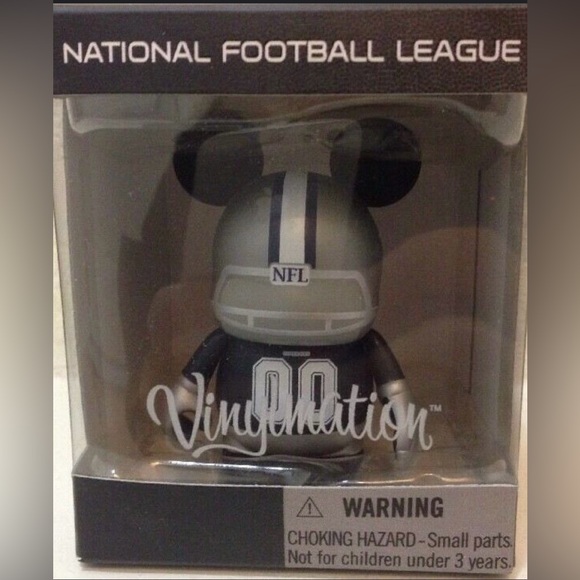 NATIONAL FOOTBALL LEAGUE
NFL
00
Vinylmation™
⚠ WARNING
CHOKING HAZARD - Small parts.
Not for children under 3 years.